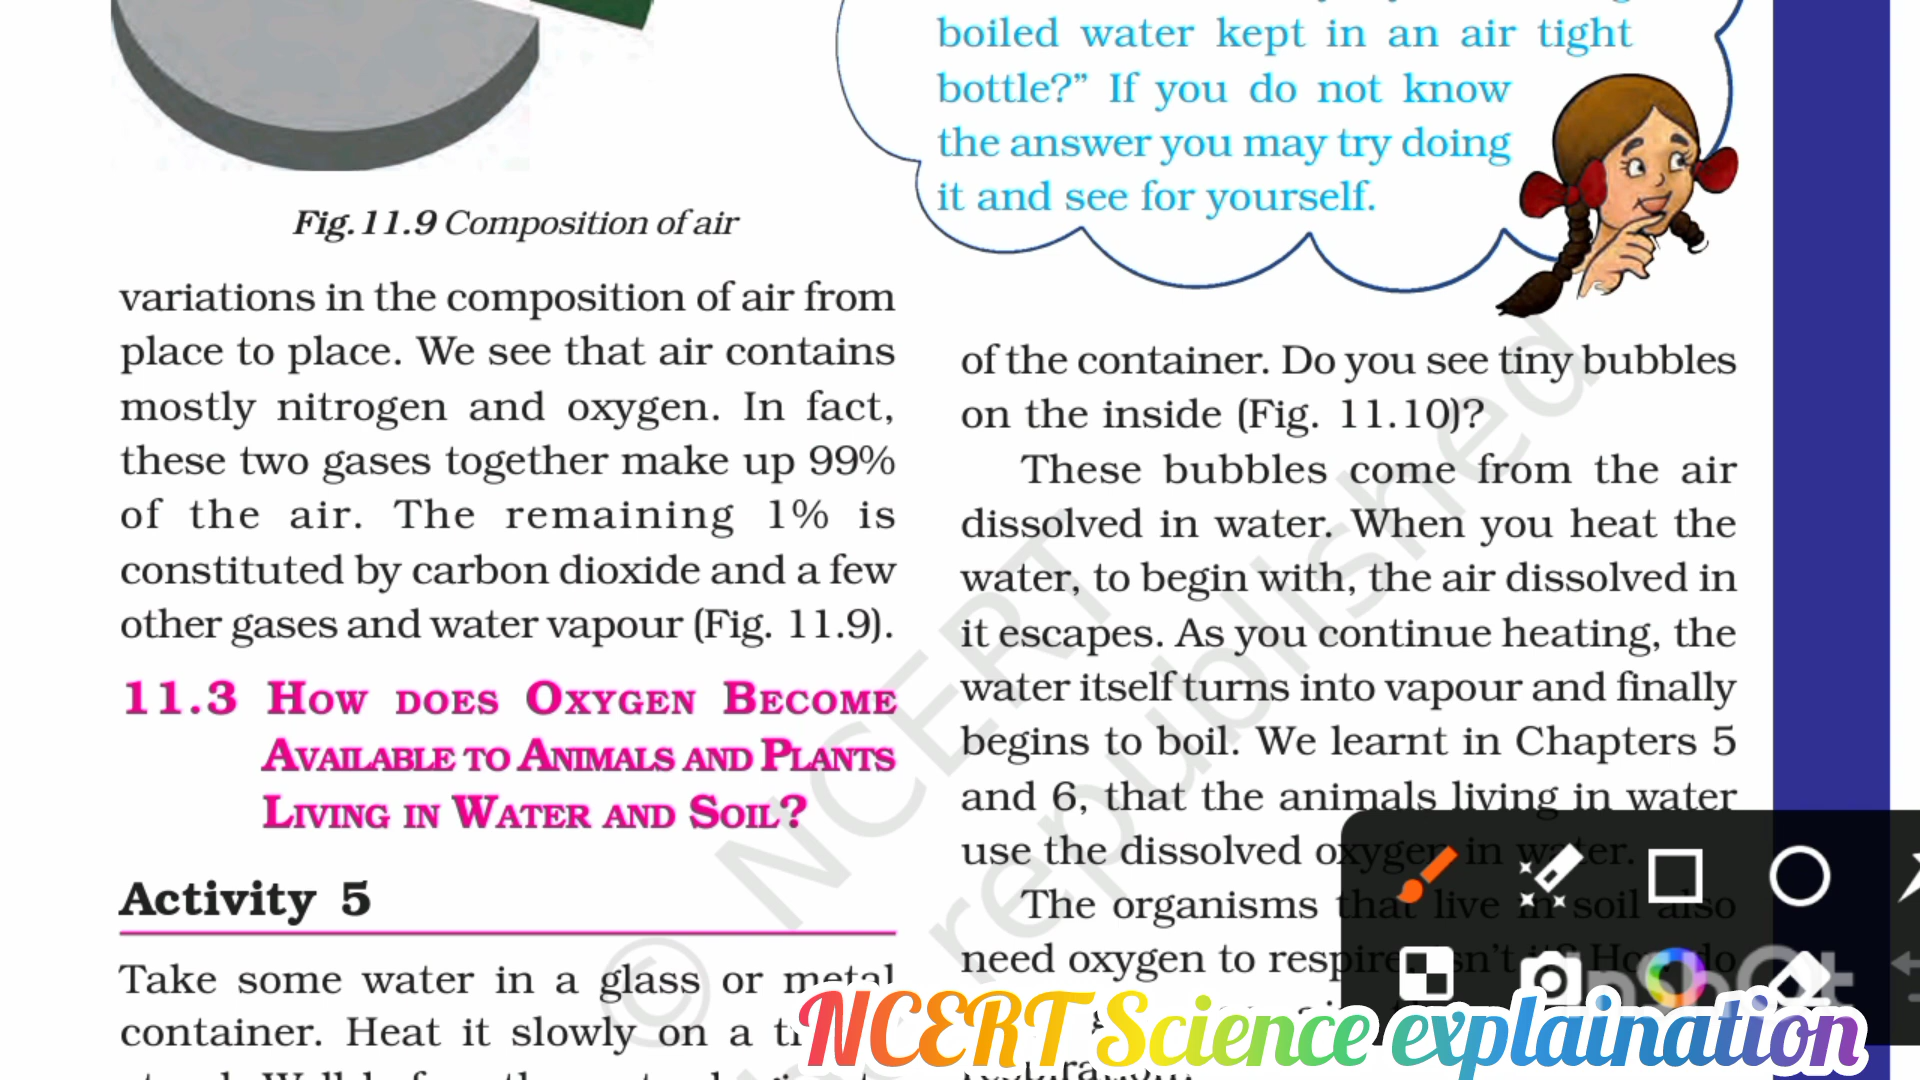 Fig.11.9 Composition of air
variations in the composition of air from
place to place. We see that air contains
mostly nitrogen and oxygen. In fact,
these two gases together make up 99%
of the air. The remaining 1% is
constituted by carbon dioxide and a few
other gases and water vapour (Fig. 11.9).
11.3 HOW DOES OXYGEN BECOME
AVAILABLE TO ANIMALS AND PLANTS
LIVING IN WATER AND SOIL?
Activity 5
Take some water in a glass or metal
container. Heat it slowly on a
boiled water kept in an air tight
bottle?” If you do not know
the answer you may try doing
it and see for yourself.
of the container. Do you see tiny bubbles
on the inside (Fig. 11.10)?
These bubbles come from the air
dissolved in water. When you heat the
water, to begin with, the air dissolved in
it escapes. As you continue heating, the
water itself turns into vapour and finally
begins to boil. We learnt in Chapters 5
and 6, that the animals living in water
use the dissolved oxygen in water.
The organisms that live in soil also
need oxygen to respire, isn't it? How do
© NCERT
republished
InShot
NCERT Science explaination